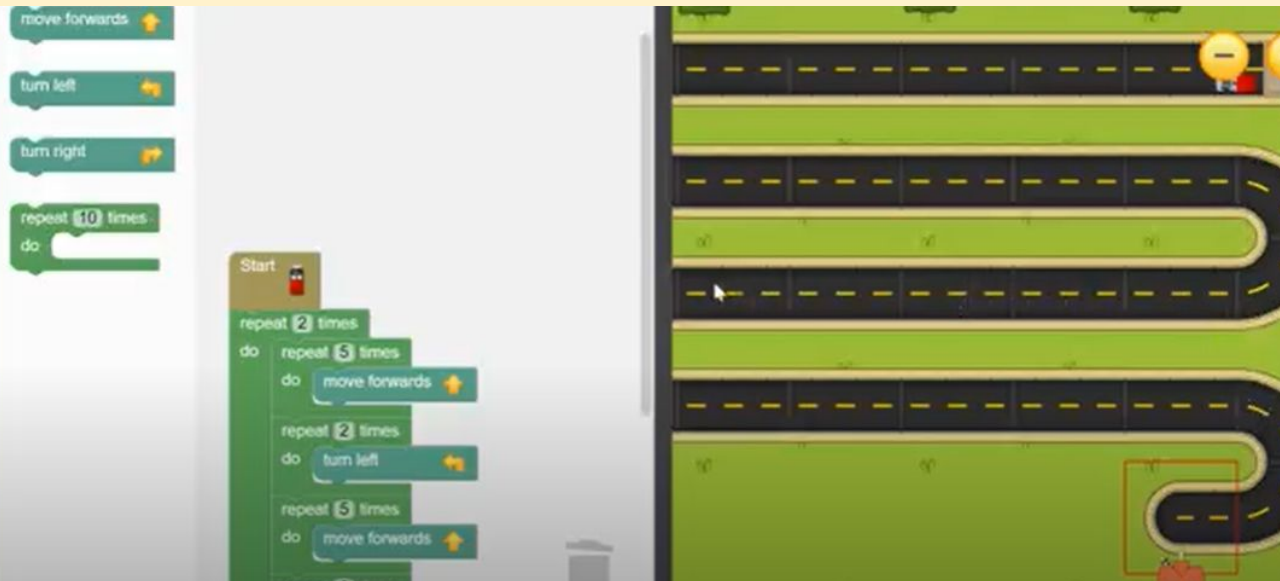 move forwards
turn left
turn right
repeat 10 times
do
Start
repeat 2 times
do
repeat 5 times
do
move forwards
repeat 2 times
do
turn left
repeat 5 times
do
move forwards